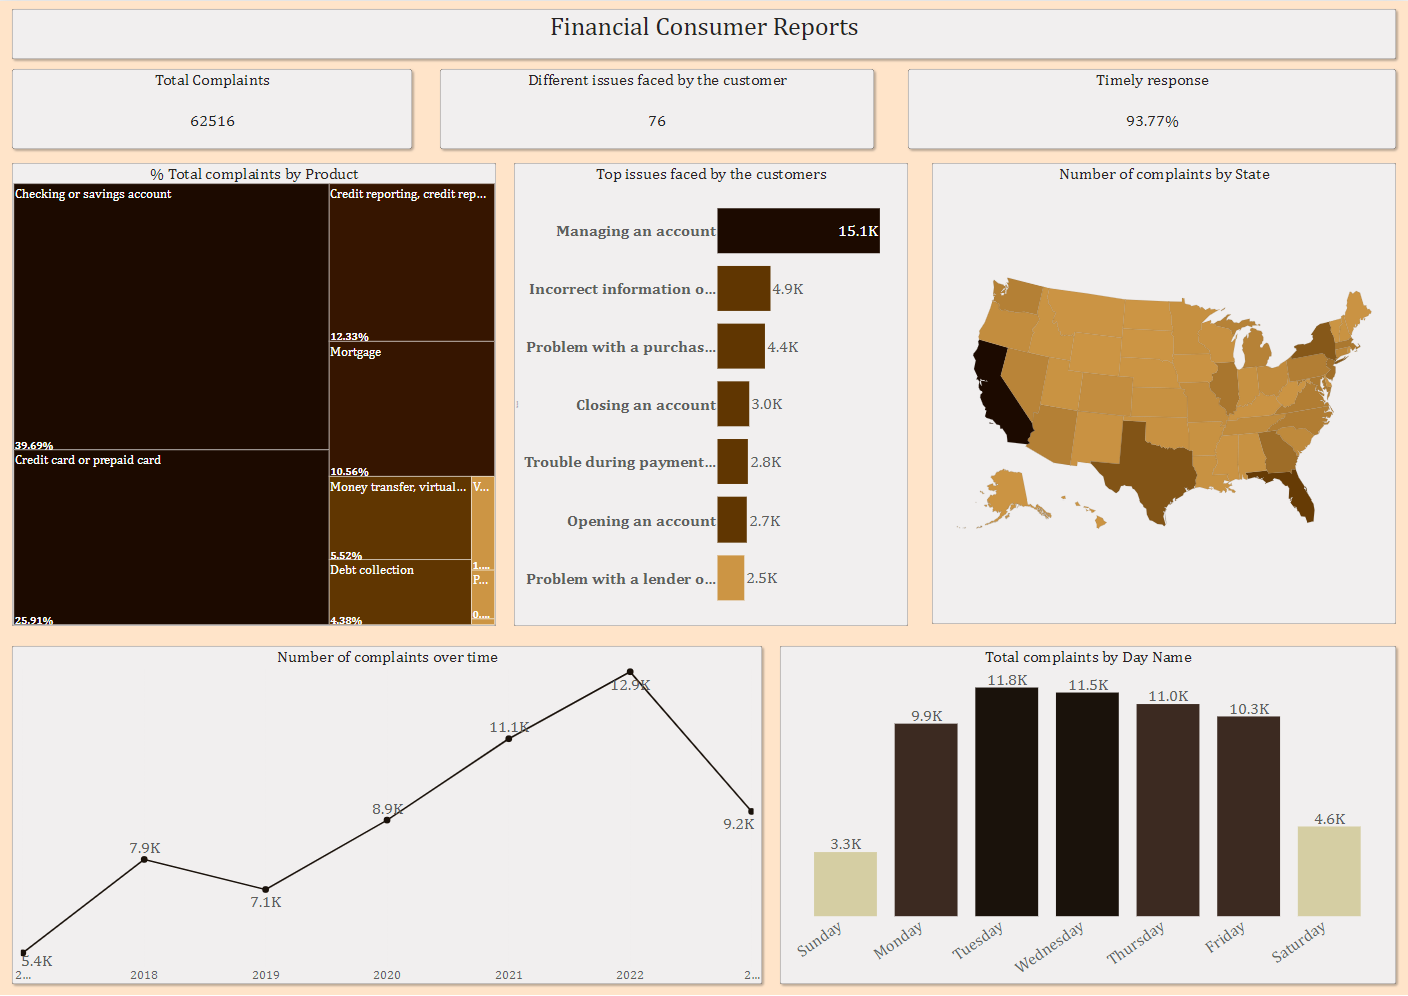 Financial Consumer Reports
Total Complaints
62516
Different issues faced by the customer
76
Timely response
93.77%
% Total complaints by Product
Checking or savings account
39.69%
Credit card or prepaid card
25.91%
Credit reporting, credit rep...
12.33%
Mortgage
10.56%
Money transfer, virtual...
5.52%
Debt collection
4.38%
V...
1....
P...
0....
Top issues faced by the customers
Managing an account 15.1K
Incorrect information o... 4.9K
Problem with a purchas... 4.4K
Closing an account 3.0K
Trouble during payment... 2.8K
Opening an account 2.7K
Problem with a lender o... 2.5K
Number of complaints by State
Number of complaints over time
5.4K
7.9K
7.1K
8.9K
11.1K
12.9K
9.2K
2... 2018 2019 2020 2021 2022 2...
Total complaints by Day Name
3.3K
9.9K
11.8K
11.5K
11.0K
10.3K
4.6K
Sunday
Monday
Tuesday
Wednesday
Thursday
Friday
Saturday